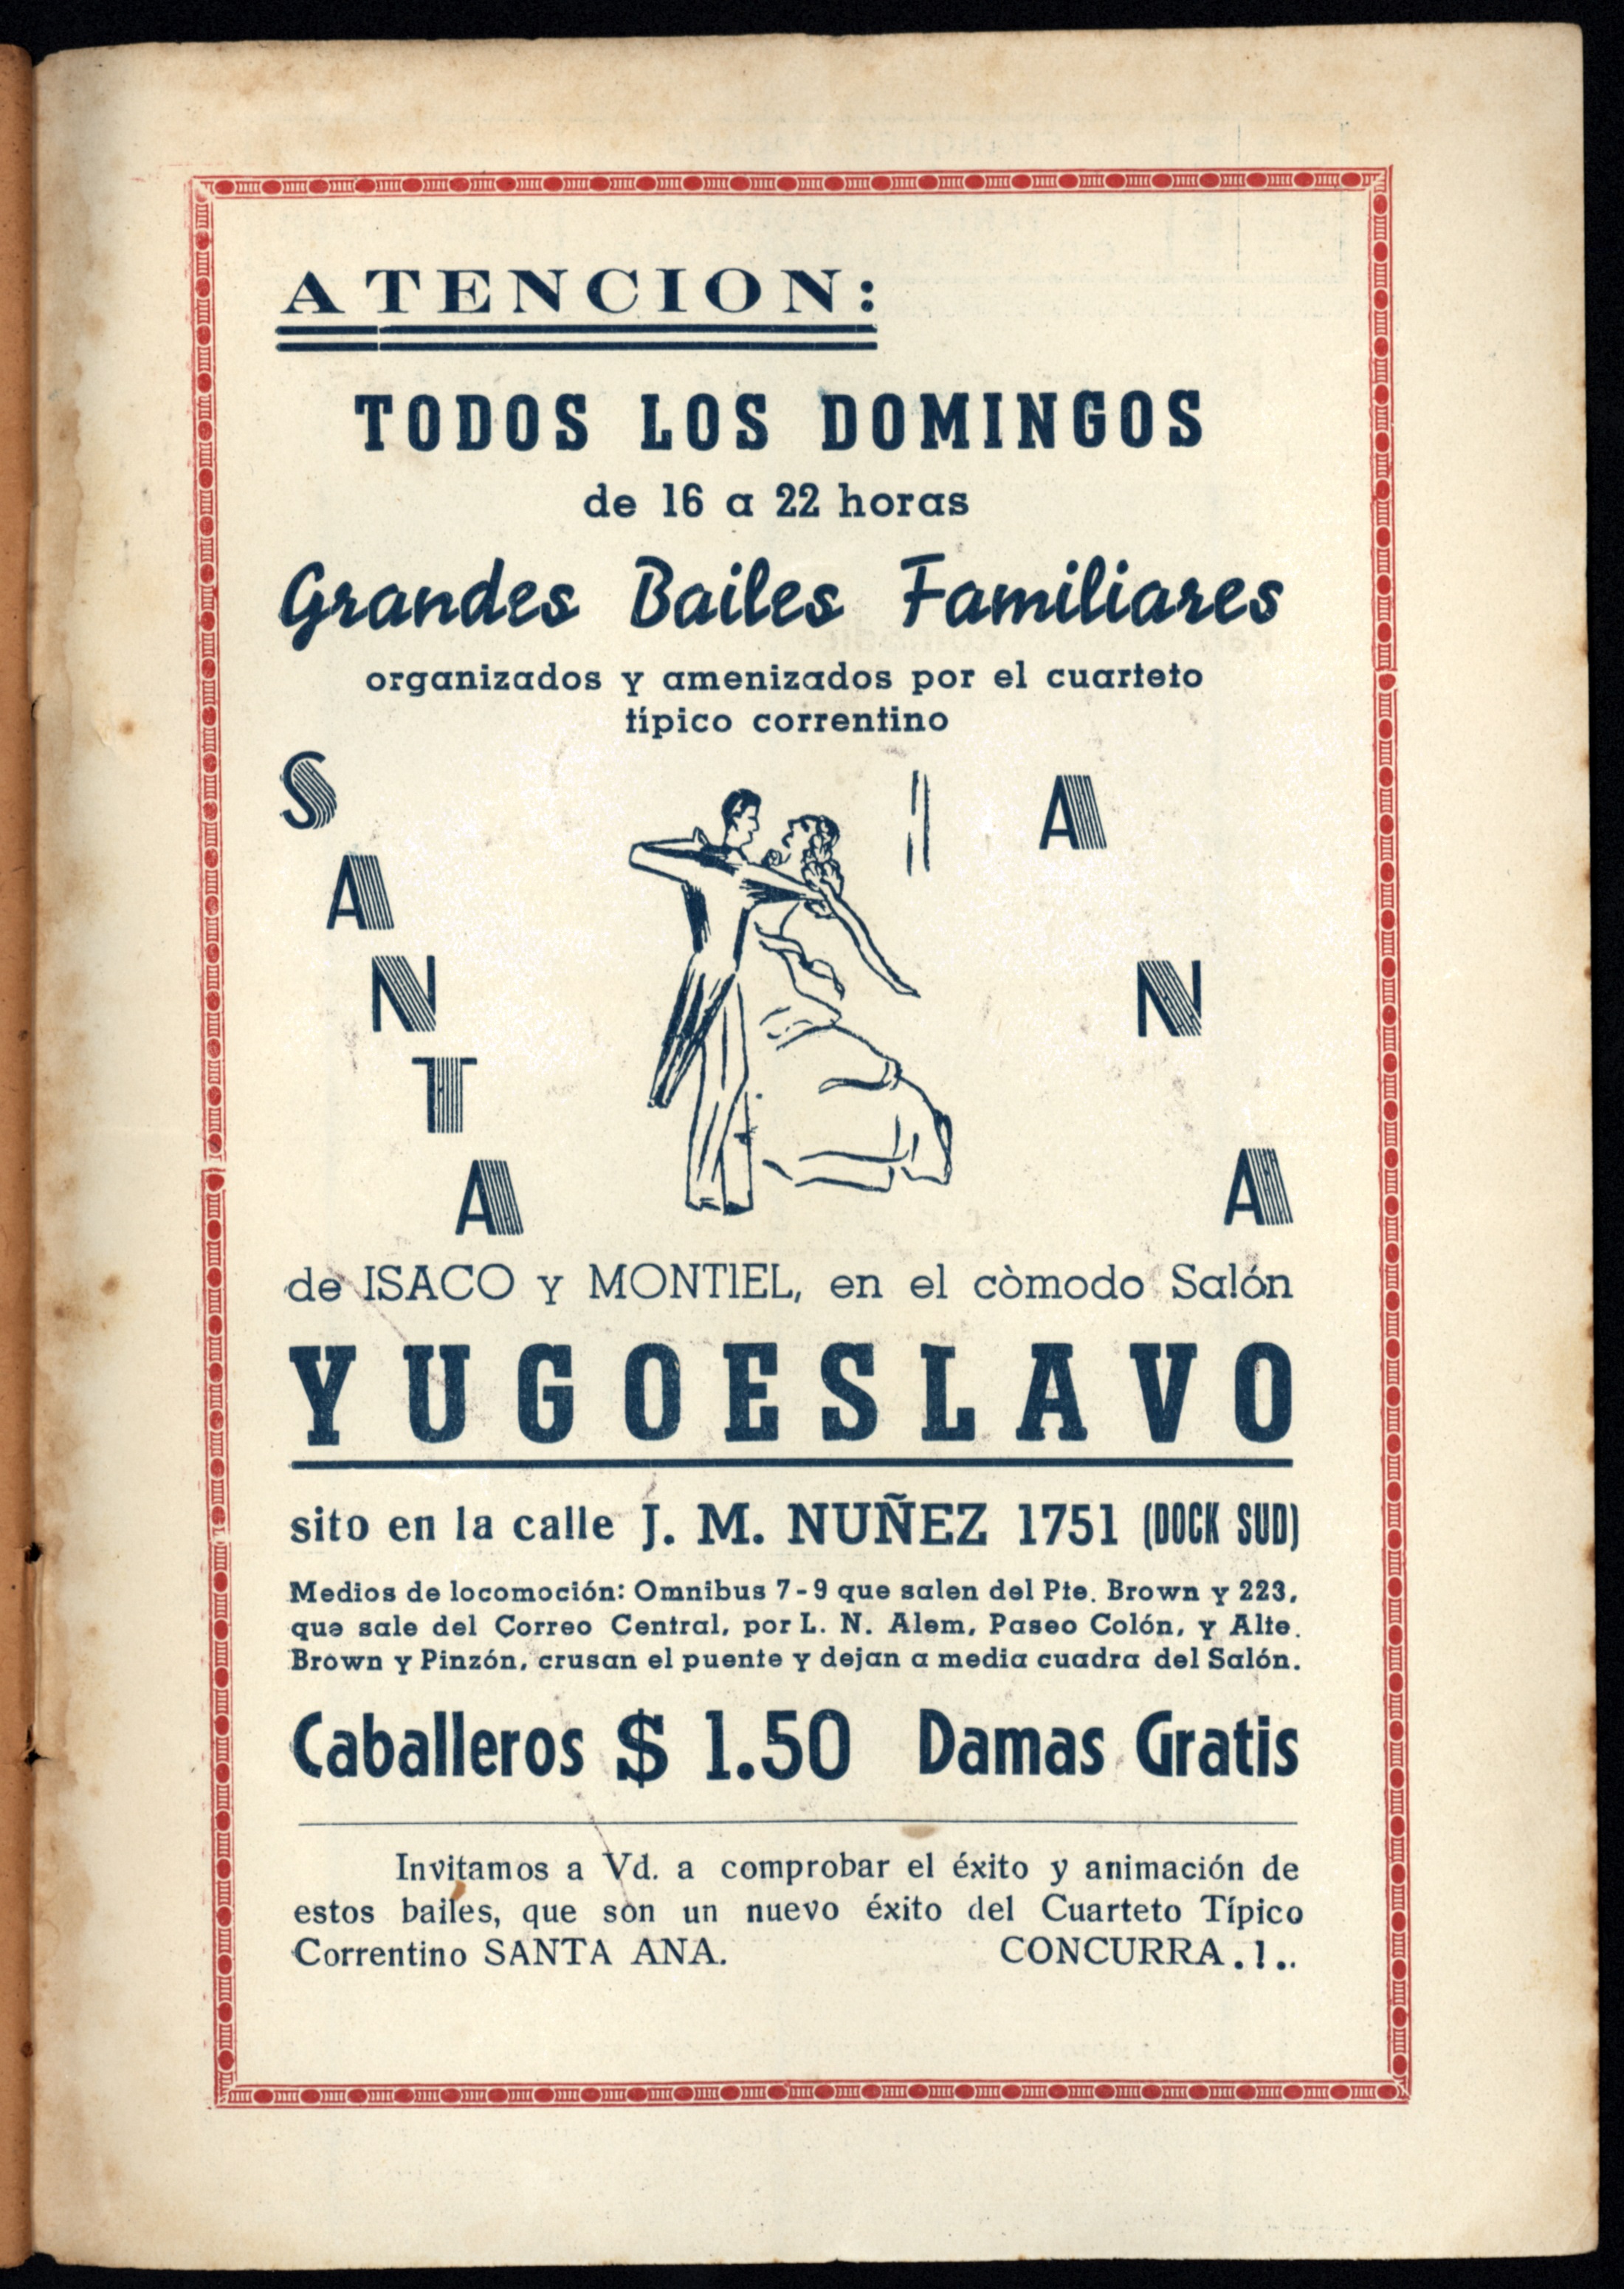 ATENCION:
TODOS LOS DOMINGOS
de 16 a 22 horas
Grandes Bailes Familiares
organizados y amenizados por el cuarteto
típico correntino
SANTA
ANA
de ISACO y MONTIEL, en el còmodo Salón
YUGOESLAVO
sito en la calle J. M. NUÑEZ 1751 (DOCK SUD)
Medios de locomoción: Omnibus 7-9 que salen del Pte. Brown y 223,
que sale del Correo Central, por L. N. Alem, Paseo Colón, y Alte.
Brown y Pinzón, crusan el puente y dejan a media cuadra del Salón.
Caballeros $ 1.50 Damas Gratis
Invitamos a Vd. a comprobar el éxito y animación de
estos bailes, que son un nuevo éxito del Cuarteto Típico
Correntino SANTA ANA. CONCURRA.!..